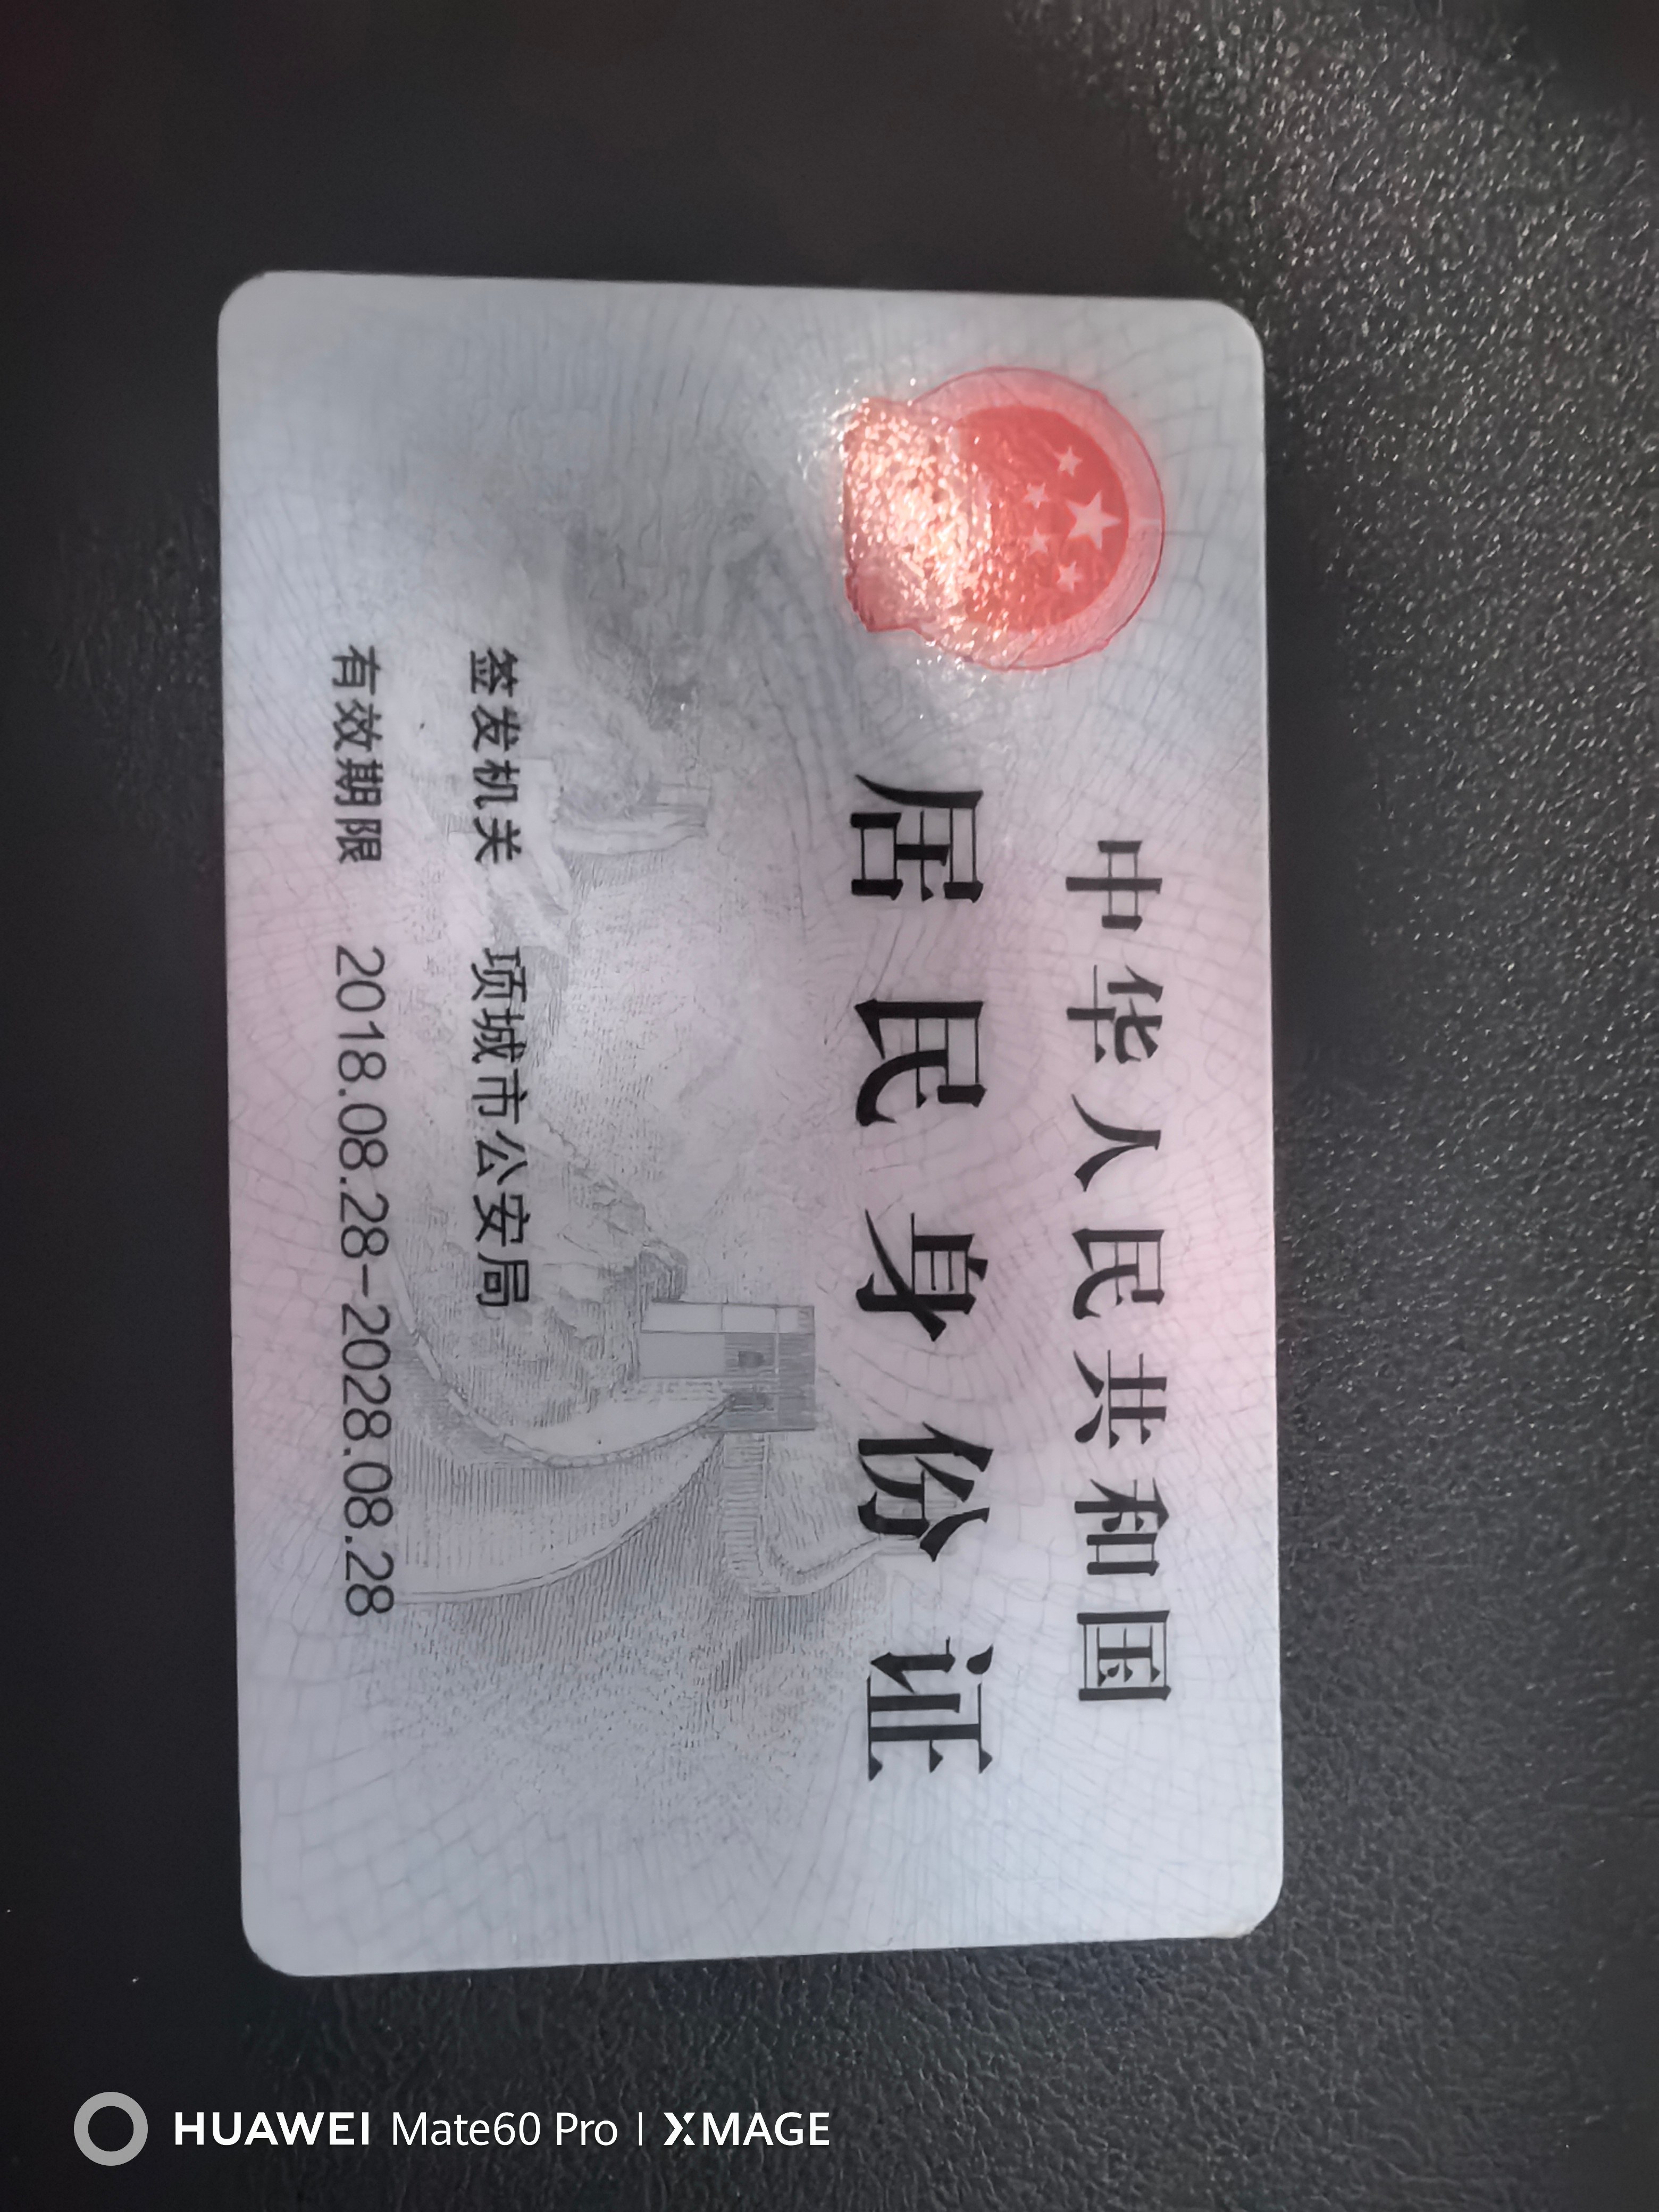 中华人民共和国
居民身份证
签发机关 项城市公安局
有效期限 2018.08.28-2028.08.28
HUAWEI Mate60 Pro | XMAGE